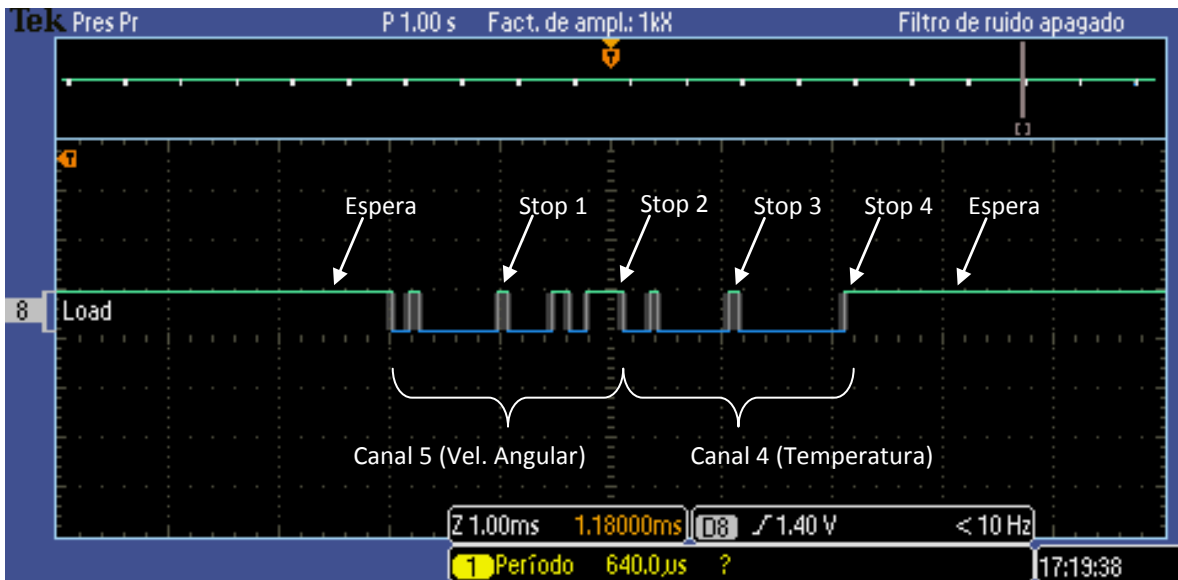 Tek Pres Pr P 1.00 s Fact. de ampl.: 1kX Filtro de ruido apagado
T
T
Espera Stop 1 Stop 2 Stop 3 Stop 4 Espera
8 Load
Canal 5 (Vel. Angular) Canal 4 (Temperatura)
Z 1.00ms 1.18000ms D8 1.40 V < 10 Hz
1 Período 640.0µs ? 17:19:38